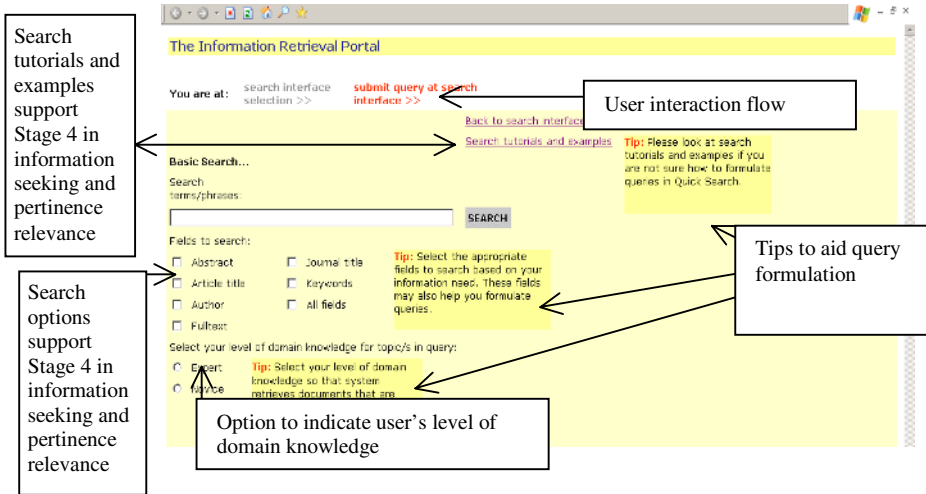 The Information Retrieval Portal
Search
tutorials and
examples
support
Stage 4 in
information
seeking and
pertinence
relevance
You are at:
search interface
selection >>
submit query at search
interface >>
User interaction flow
Back to search interface
Search tutorials and examples
Tip: Please look at search
tutorials and examples if you
are not sure how to formulate
queries in Quick Search.
Basic Search...
Search
terms/phrases:
SEARCH
Tips to aid query
formulation
Fields to search:
Abstract
Journal title
Article title
Keywords
Author
All fields
Fulltext
Tip: Select the appropriate
fields to search based on your
information need. These fields
may also help you formulate
queries.
Search
options
support
Stage 4 in
information
seeking and
pertinence
relevance
Select your level of domain knowledge for topic/s in query:
Expert
Novice
Tip: Select your level of domain
knowledge so that system
retrieves documents that are
Option to indicate user's level of
domain knowledge